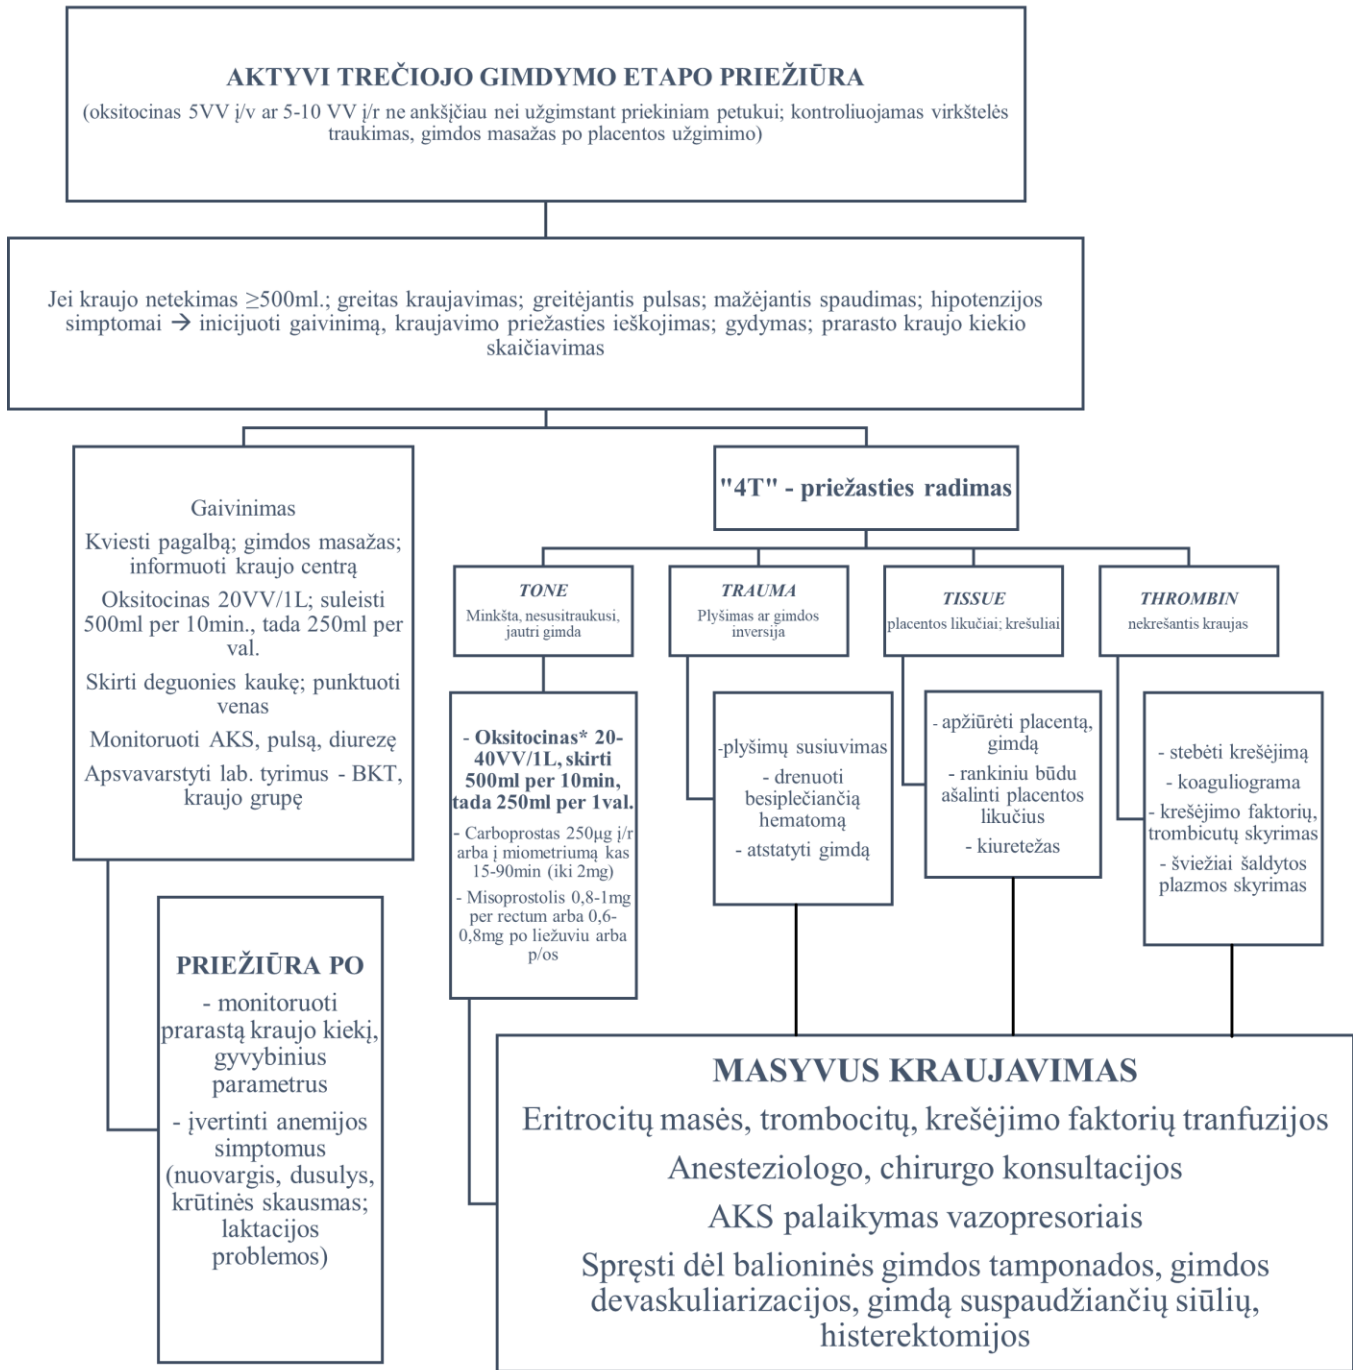 AKTYVI TREČIOJO GIMDYMO ETAPO PRIEŽIŪRA
(oksitocinas 5VV į/v ar 5-10 VV į/r ne ankšįčiau nei užgimstant priekiniam petukui; kontroliuojamas virkštelės
traukimas, gimdos masažas po placentos užgimimo)
Jei kraujo netekimas ≥500ml.; greitas kraujavimas; greitėjantis pulsas; mažėjantis spaudimas; hipotenzijos
simptomai → inicijuoti gaivinimą, kraujavimo priežasties ieškojimas; gydymas; prarasto kraujo kiekio
skaičiavimas
Gaivinimas
Kviesti pagalbą; gimdos masažas;
informuoti kraujo centrą
Oksitocinas 20VV/1L; suleisti
500ml per 10min., tada 250ml per
val.
Skirti deguonies kaukę; punktuoti
venas
Monitoruoti AKS, pulsą, diurezę
Apsvavarstyti lab. tyrimus - BKT,
kraujo grupę
PRIEŽIŪRA PO
- monitoruoti
prarastą kraujo kiekį,
gyvybinius
parametrus
- įvertinti anemijos
simptomus
(nuovargis, dusulys,
krūtinės skausmas;
laktacijos
problemos)
"4T" - priežasties radimas
TONE
Minkšta, nesusitraukusi,
jautri gimda
- Oksitocinas* 20-
40VV/1L, skirti
500ml per 10min,
tada 250ml per 1val.
- Carboprostas 250µg į/r
arba į miometriumą kas
15-90min (iki 2mg)
- Misoprostolis 0,8-1mg
per rectum arba 0,6-
0,8mg po liežuviu arba
p/os
TRAUMA
Plyšimas ar gimdos
inversija
-plyšimų susiuvimas
- drenuoti
besiplečiančią
hematomą
- atstatyti gimdą
TISSUE
placentos likučiai; krešuliai
- apžiūrėti placentą,
gimdą
- rankiniu būdu
ašalinti placentos
likučius
- kiuretežas
THROMBIN
nekrešantis kraujas
- stebėti krešėjimą
- koaguliograma
- krešėjimo faktorių,
trombicutų skyrimas
- šviežiai šaldytos
plazmos skyrimas
MASYVUS KRAUJAVIMAS
Eritrocitų masės, trombocitų, krešėjimo faktorių tranfuzijos
Anesteziologo, chirurgo konsultacijos
AKS palaikymas vazopresoriais
Spręsti dėl balioninės gimdos tamponados, gimdos
devaskuliarizacijos, gimdą suspaudžiančių siūlių,
histerektomijos